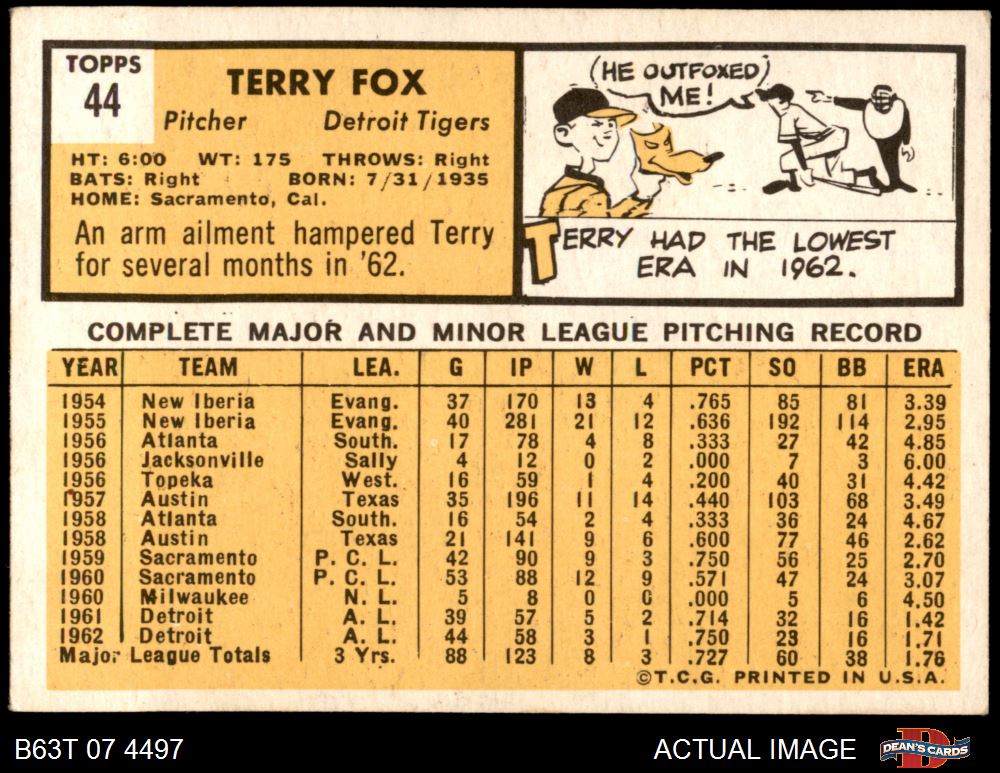 TOPPS
44
TERRY FOX
Pitcher Detroit Tigers
HT: 6:00 WT: 175 THROWS: Right
BATS: Right BORN: 7/31/1935
HOME: Sacramento, Cal.
An arm ailment hampered Terry
for several months in '62.
(HE OUTFOXED)
ME!
TERRY HAD THE LOWEST
ERA IN 1962.
COMPLETE MAJOR AND MINOR LEAGUE PITCHING RECORD
YEAR TEAM LEA. G IP W L PCT SO BB ERA
1954 New Iberia Evang. 37 170 13 4 .765 85 81 3.39
1955 New Iberia Evang. 40 281 21 12 .636 192 114 2.95
1956 Atlanta South. 17 78 4 8 .333 27 42 4.85
1956 Jacksonville Sally 4 12 0 2 .000 7 3 6.00
1956 Topeka West. 16 59 1 4 .200 40 31 4.42
1957 Austin Texas 35 196 11 14 .440 103 68 3.49
1958 Atlanta South. 16 54 2 4 .333 36 24 4.67
1958 Austin Texas 21 141 9 6 .600 77 46 2.62
1959 Sacramento P. C. L. 42 90 9 3 .750 56 25 2.70
1960 Sacramento P. C. L. 53 88 12 9 .571 47 24 3.07
1960 Milwaukee N. L. 5 8 0 0 .000 5 6 4.50
1961 Detroit A. L. 39 57 5 2 .714 32 16 1.42
1962 Detroit A. L. 44 58 3 1 .750 23 16 1.71
Major League Totals 3 Yrs. 88 123 8 3 .727 60 38 1.76
©T.C.G. PRINTED IN U.S.A.
B63T 07 4497 ACTUAL IMAGE DEAN'S CARDS